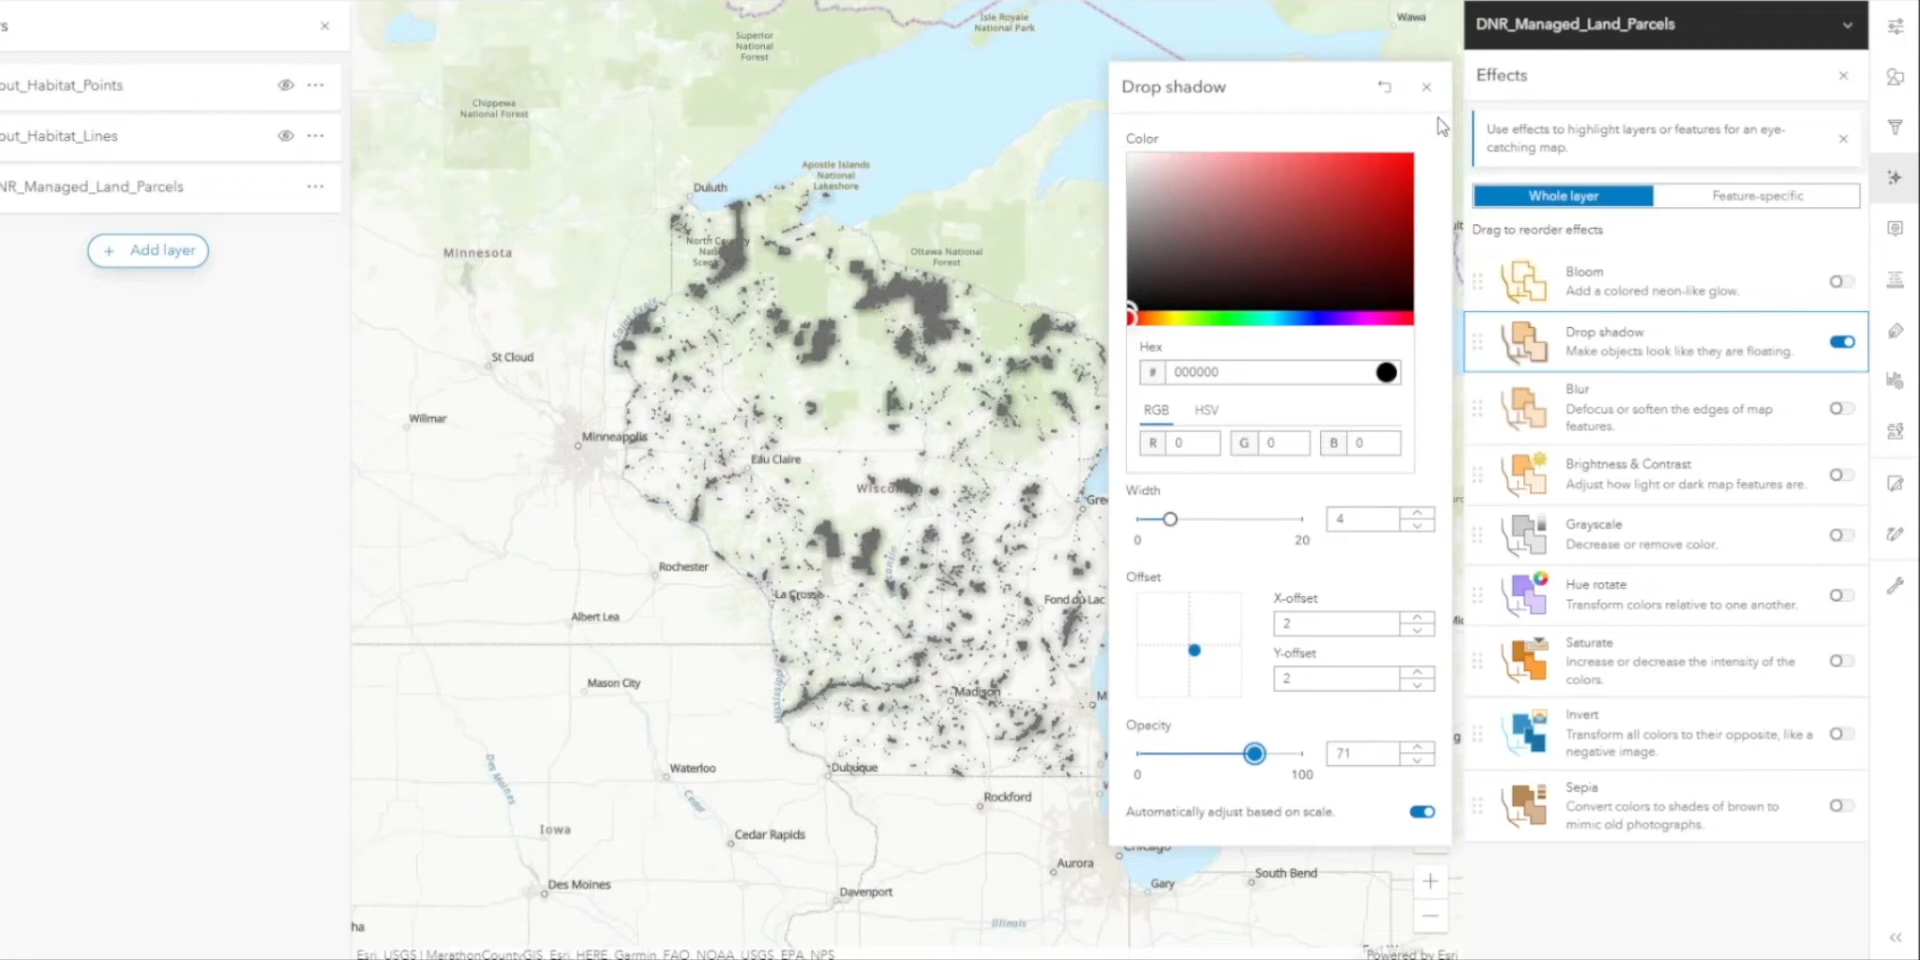 s
out_Habitat_Points
out_Habitat_Lines
NR_Managed_Land_Parcels
+ Add layer
Isle Royale
National Park
Wawa
Superior
National
Forest
Chippewa
National Forest
Apostle Islands
National
Lakeshore
Duluth
Minnesota
Ottawa National
Forest
St Cloud
Willmar
Minneapolis
Eau Claire
Rochester
La Crosse
Fond du Lac
Albert Lea
Mason City
Madison
Mississippi
Des Moines
Waterloo
Cedar
Dubuque
Rockford
Iowa
Cedar Rapids
Aurora
Chicago
Gary
South Bend
Des Moines
Davenport
Illinois
ha
Esri, USGS | MarathonCountyGIS, Esri, HERE, Garmin, FAO, NOAA, USGS, EPA, NPS
Powered by Esri
Drop shadow
Color
Hex
# 000000
RGB HSV
R 0 G 0 B 0
Width
4
0 20
Offset
X-offset
2
Y-offset
2
Opacity
71
0 100
Automatically adjust based on scale.
DNR_Managed_Land_Parcels
Effects
Use effects to highlight layers or features for an eye-
catching map.
Whole layer Feature-specific
Drag to reorder effects
Bloom
Add a colored neon-like glow.
Drop shadow
Make objects look like they are floating.
Blur
Defocus or soften the edges of map
features.
Brightness & Contrast
Adjust how light or dark map features are.
Grayscale
Decrease or remove color.
Hue rotate
Transform colors relative to one another.
Saturate
Increase or decrease the intensity of the
colors.
Invert
Transform all colors to their opposite, like a
negative image.
Sepia
Convert colors to shades of brown to
mimic old photographs.